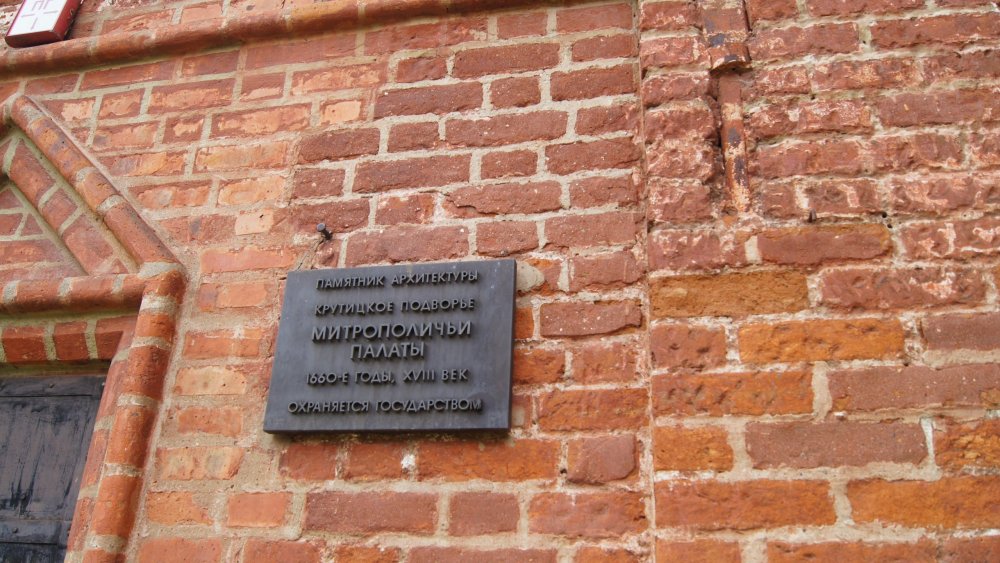 ПАМЯТНИК АРХИТЕКТУРЫ
КРУТИЦКОЕ ПОДВОРЬЕ
МИТРОПОЛИЧЬИ
ПАЛАТЫ
1660-Е ГОДЫ, XVIII ВЕК
ОХРАНЯЕТСЯ ГОСУДАРСТВОМ